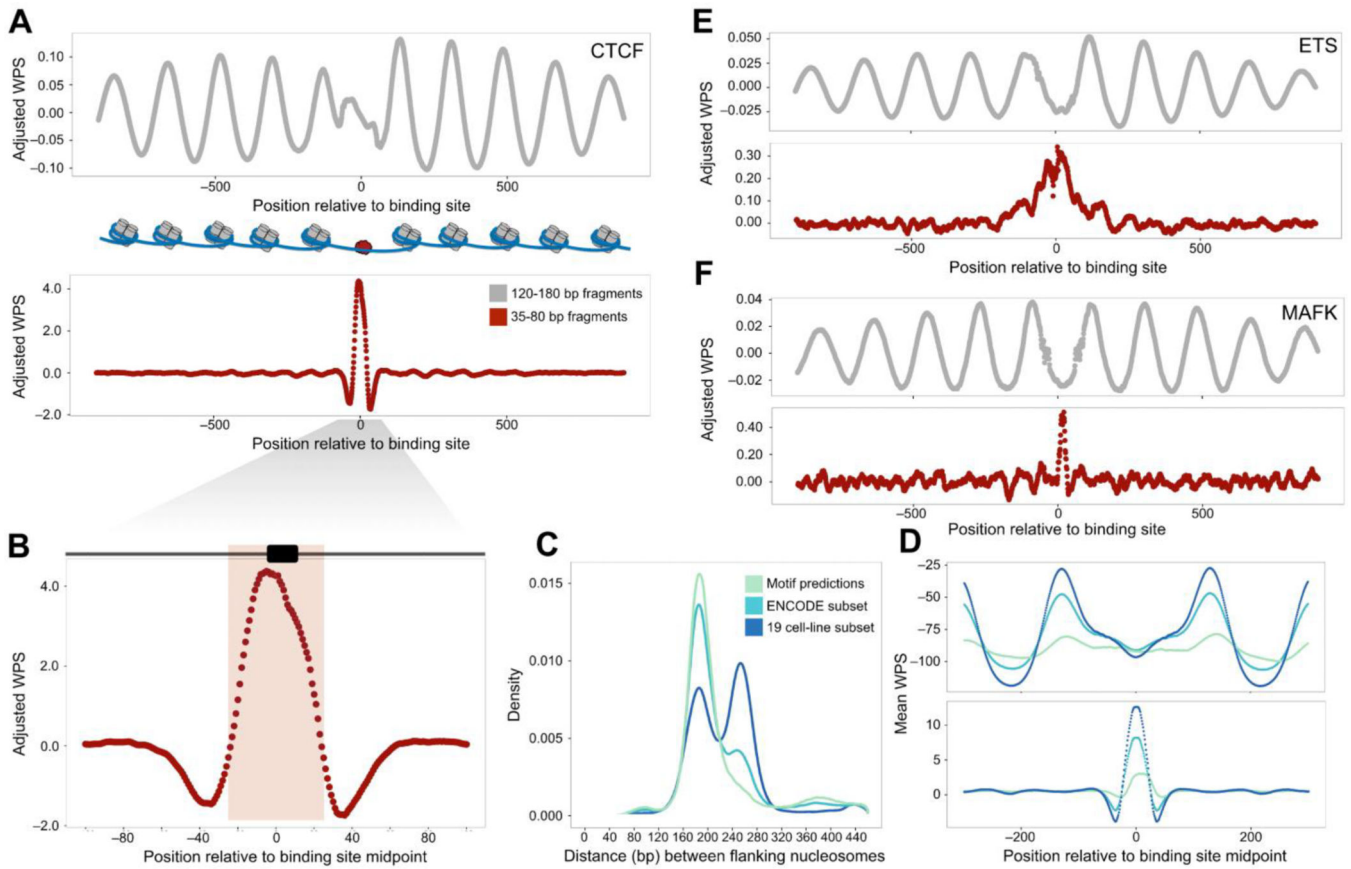 A
CTCF
Adjusted WPS
0.10
0.05
0.00
−0.05
−0.10
−500 0 500
Position relative to binding site
Adjusted WPS
4.0
2.0
0.0
−2.0
120-180 bp fragments
35-80 bp fragments
−500 0 500
Position relative to binding site
B
Adjusted WPS
4.0
2.0
0.0
−2.0
−80 −40 0 40 80
Position relative to binding site midpoint
C
Density
0.015
0.010
0.005
0.000
Motif predictions
ENCODE subset
19 cell-line subset
0 40 80 120 160 200 240 280 320 360 400 440
Distance (bp) between flanking nucleosomes
D
Mean WPS
−25
−50
−75
−100
10
5
0
−200 0 200
Position relative to binding site midpoint
E
ETS
Adjusted WPS
0.050
0.025
0.00
−0.025
−500 0 500
0.30
0.20
0.10
0.00
−500 0 500
Position relative to binding site
F
MAFK
Adjusted WPS
0.04
0.02
0.00
−0.02
0.40
0.20
0.00
−500 0 500
Position relative to binding site